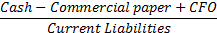 Cash − Commercial paper + CFO
Current Liabilities